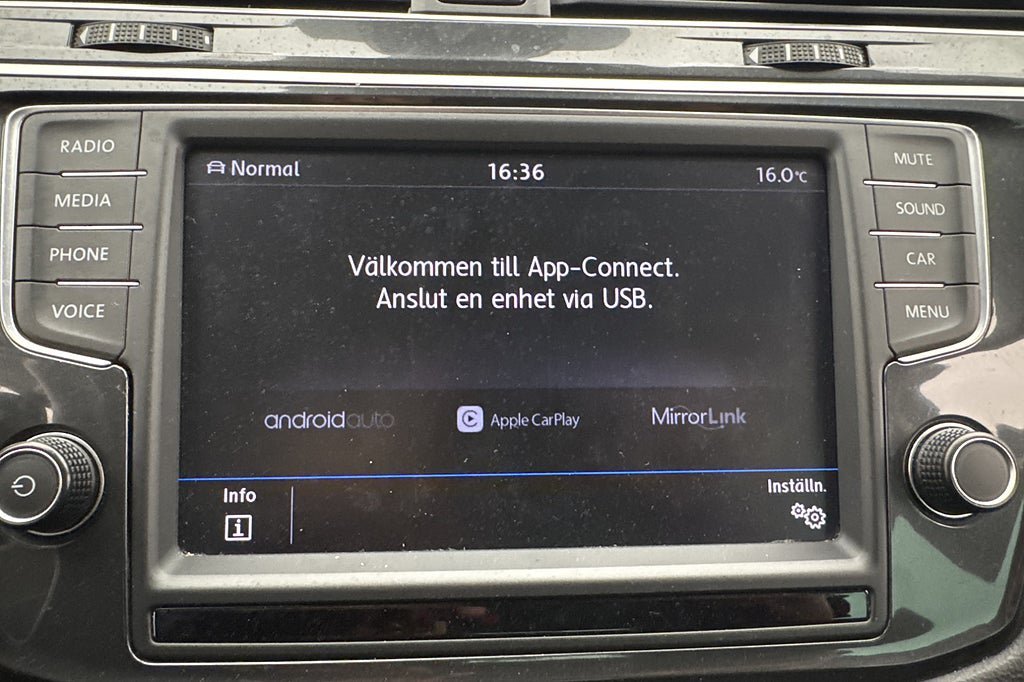 RADIO
MEDIA
PHONE
VOICE
Normal 16:36 16.0°C
Välkommen till App-Connect.
Anslut en enhet via USB.
androidauto Apple CarPlay MirrorLink
Info Inställn.
i
MUTE
SOUND
CAR
MENU